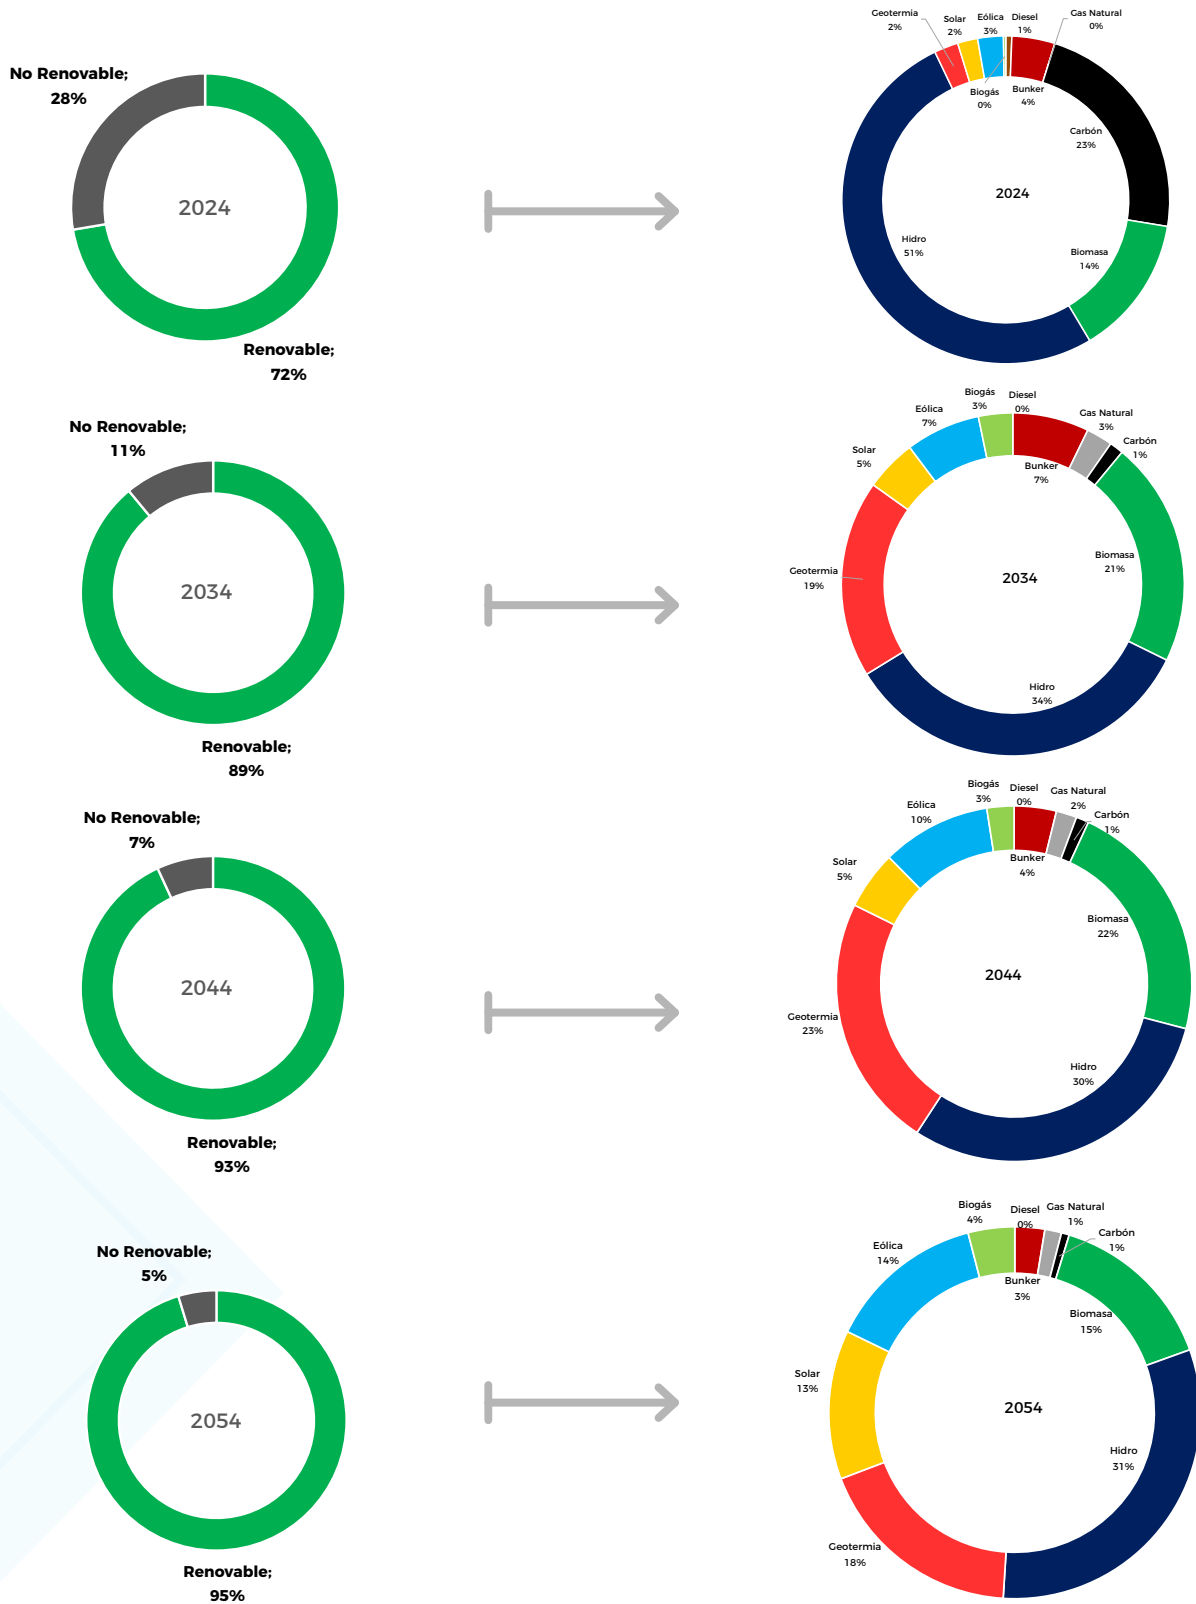 No Renovable;
28%
2024
Renovable;
72%
Geotermia
2%
Solar
2%
Eólica
3%
Diesel
1%
Gas Natural
0%
Biogás
0%
Bunker
4%
Carbón
23%
2024
Hidro
51%
Biomasa
14%
No Renovable;
11%
2034
Renovable;
89%
Biogás
3%
Diesel
0%
Eólica
7%
Gas Natural
3%
Carbón
1%
Solar
5%
Bunker
7%
Biomasa
21%
Geotermia
19%
2034
Hidro
34%
No Renovable;
7%
2044
Renovable;
93%
Biogás
3%
Diesel
0%
Gas Natural
2%
Eólica
10%
Carbón
1%
Solar
5%
Bunker
4%
Biomasa
22%
2044
Geotermia
23%
Hidro
30%
No Renovable;
5%
2054
Renovable;
95%
Biogás
4%
Diesel
0%
Gas Natural
1%
Eólica
14%
Carbón
1%
Bunker
3%
Biomasa
15%
Solar
13%
2054
Hidro
31%
Geotermia
18%